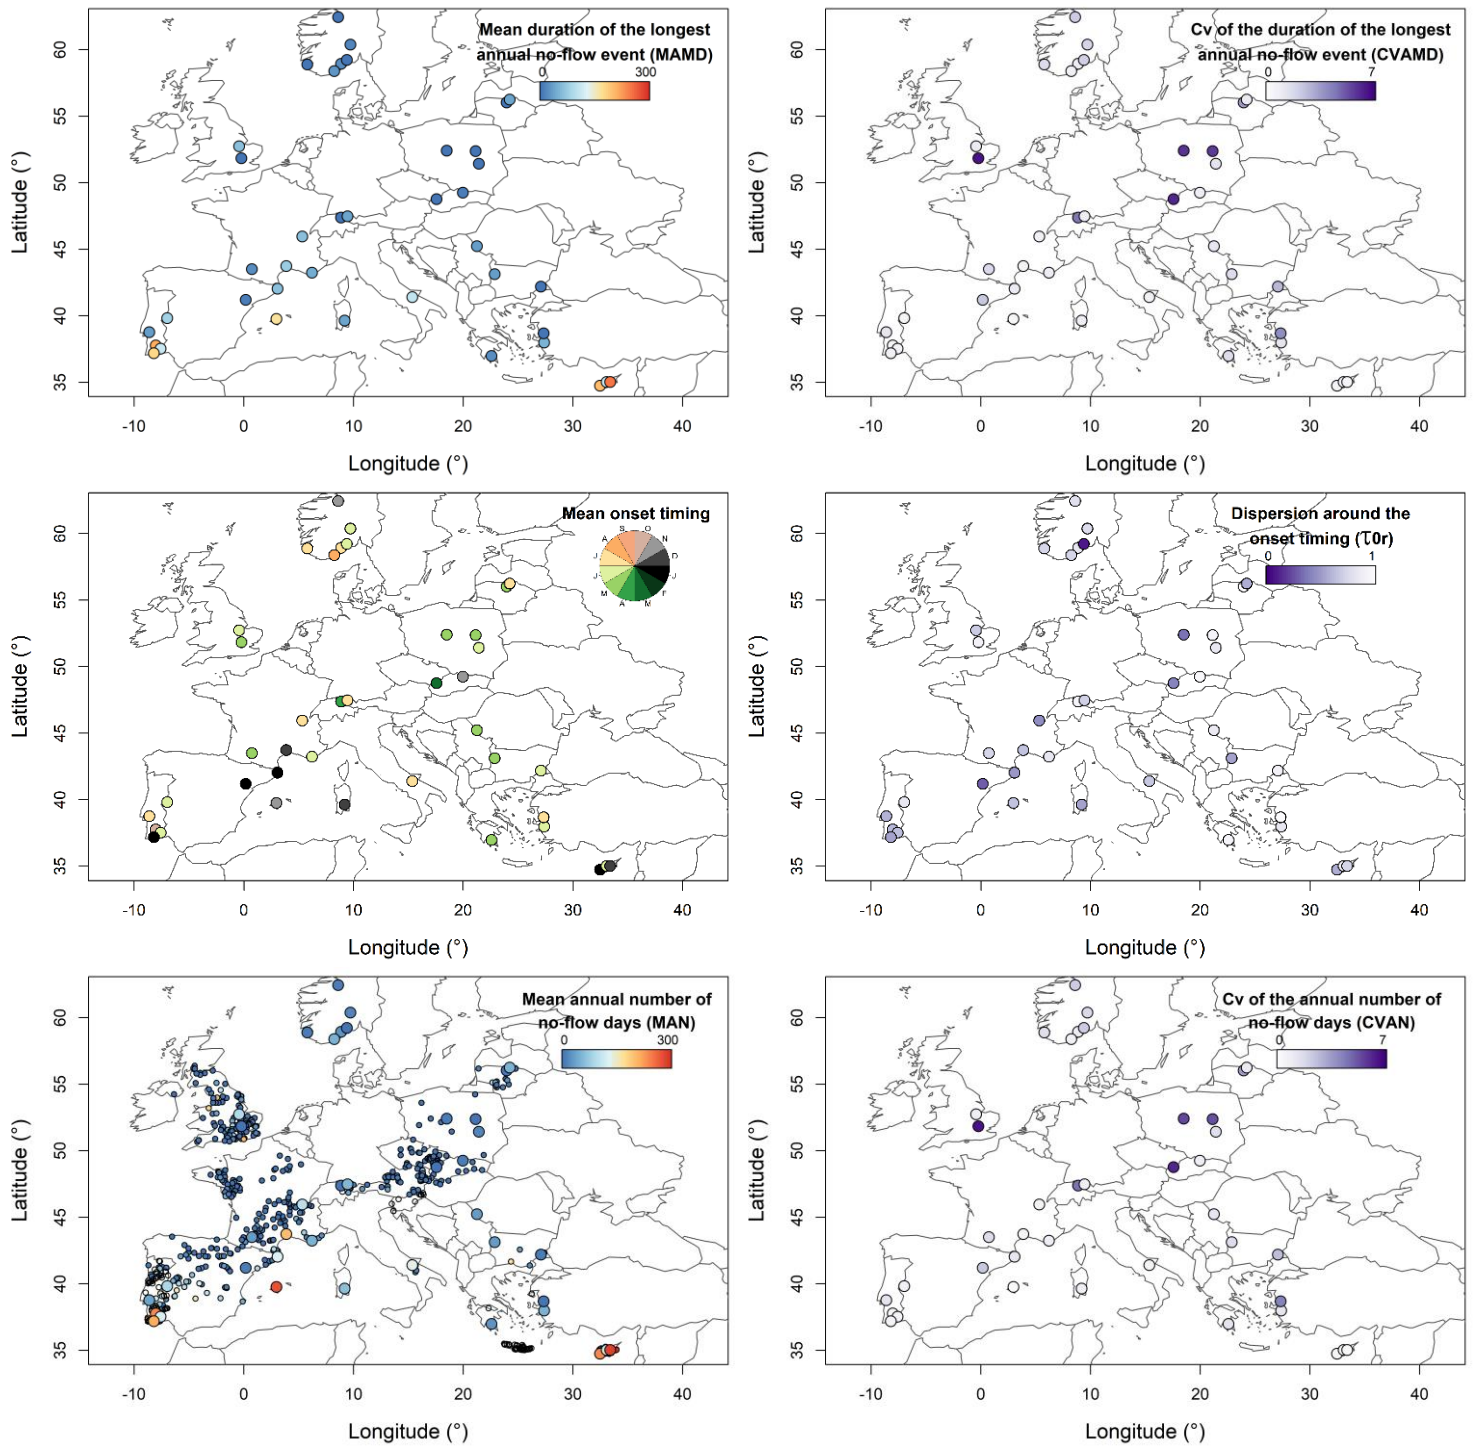 Mean duration of the longest
annual no-flow event (MAMD)
0 300
60
55
50
45
40
35
Latitude (°)
-10 0 10 20 30 40
Longitude (°)
Cv of the duration of the longest
annual no-flow event (CVAMD)
0 7
60
55
50
45
40
35
Latitude (°)
-10 0 10 20 30 40
Longitude (°)
Mean onset timing
S O
A N
J D
J J
M F
A M
60
55
50
45
40
35
Latitude (°)
-10 0 10 20 30 40
Longitude (°)
Dispersion around the
onset timing (τ0r)
0 1
60
55
50
45
40
35
Latitude (°)
-10 0 10 20 30 40
Longitude (°)
Mean annual number of
no-flow days (MAN)
0 300
60
55
50
45
40
35
Latitude (°)
-10 0 10 20 30 40
Longitude (°)
Cv of the annual number of
no-flow days (CVAN)
0 7
60
55
50
45
40
35
Latitude (°)
-10 0 10 20 30 40
Longitude (°)